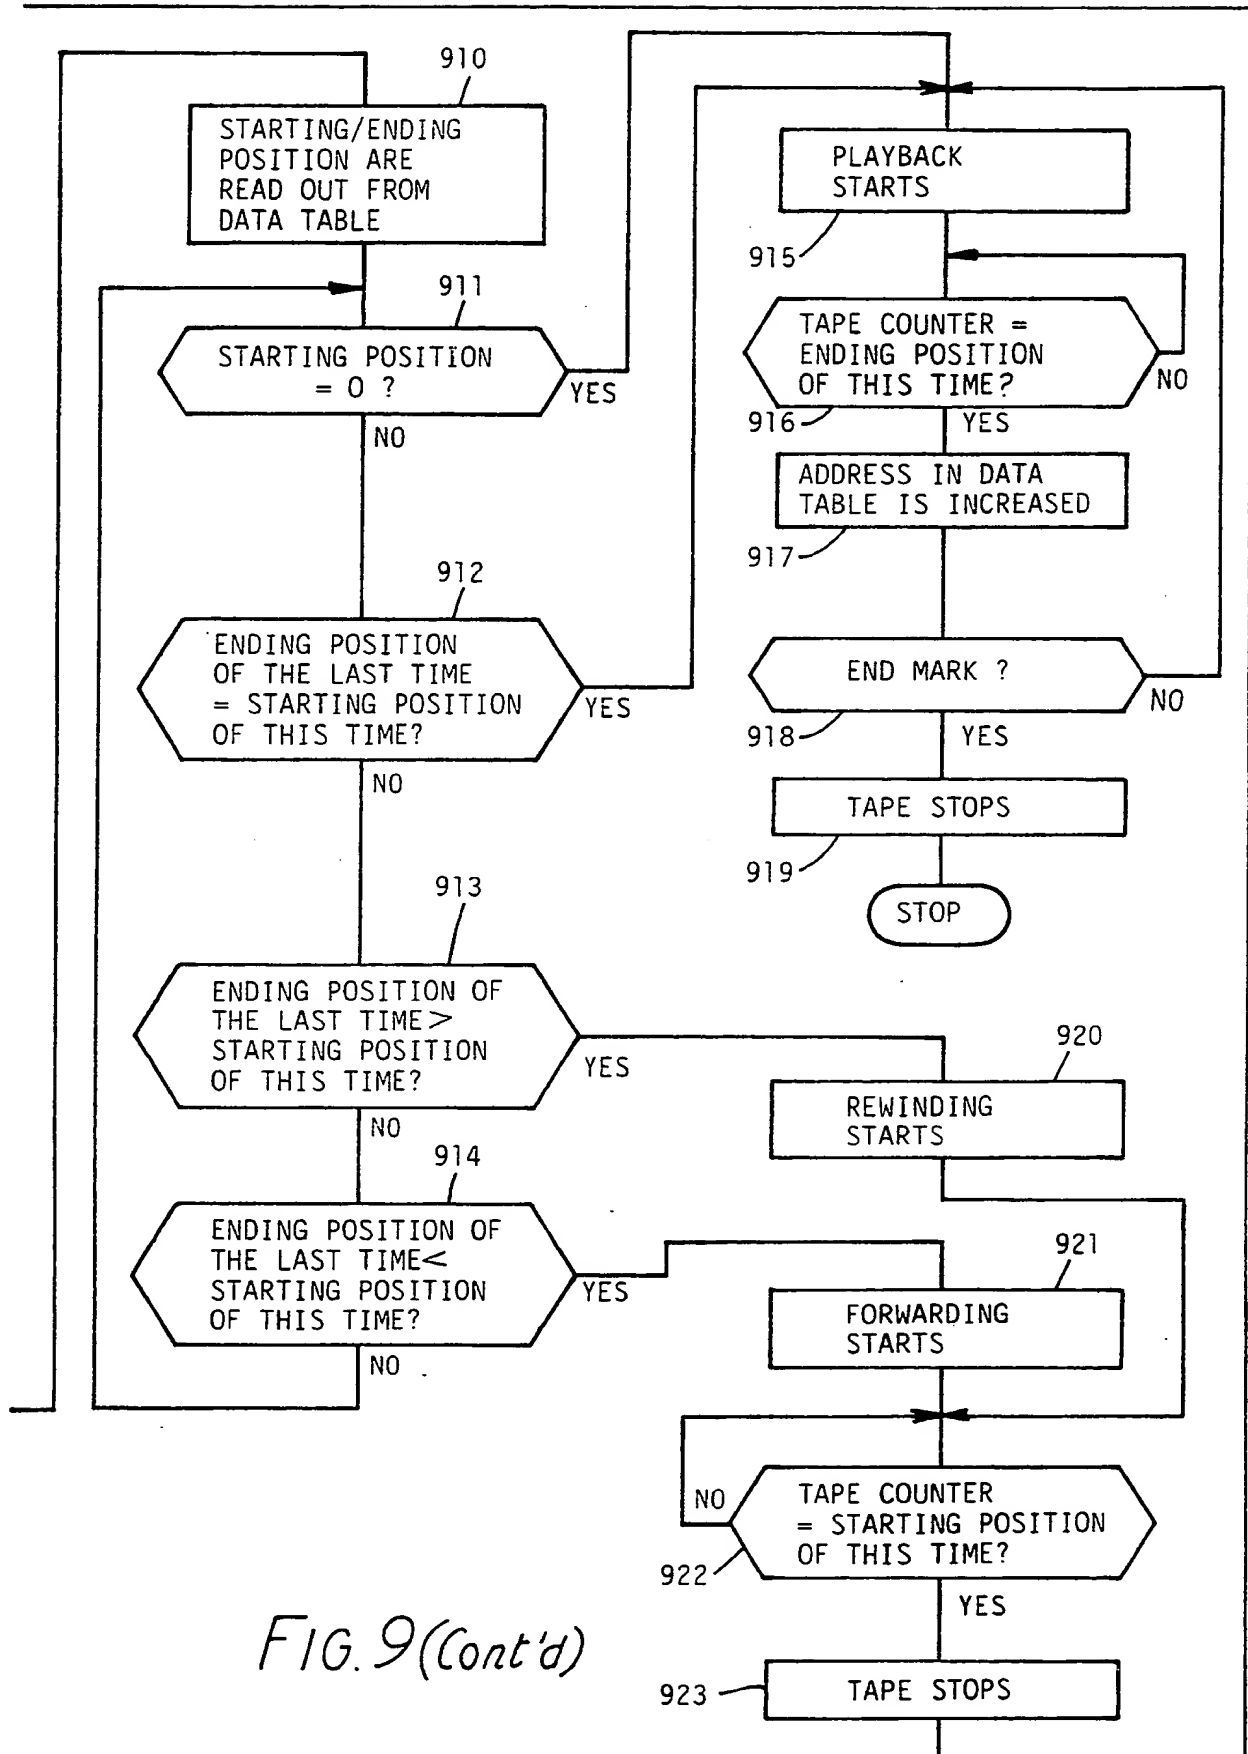 910
STARTING/ENDING
POSITION ARE
READ OUT FROM
DATA TABLE
911
STARTING POSITION
= 0 ?
YES
NO
912
ENDING POSITION
OF THE LAST TIME
= STARTING POSITION
OF THIS TIME?
YES
NO
913
ENDING POSITION OF
THE LAST TIME>
STARTING POSITION
OF THIS TIME?
YES
NO
914
ENDING POSITION OF
THE LAST TIME<
STARTING POSITION
OF THIS TIME?
YES
NO
PLAYBACK
STARTS
915
TAPE COUNTER =
ENDING POSITION
OF THIS TIME?
NO
916
YES
ADDRESS IN DATA
TABLE IS INCREASED
917
END MARK ?
NO
918
YES
TAPE STOPS
919
STOP
920
REWINDING
STARTS
921
FORWARDING
STARTS
NO
TAPE COUNTER
= STARTING POSITION
OF THIS TIME?
922
YES
TAPE STOPS
923
FIG. 9 (Cont'd)